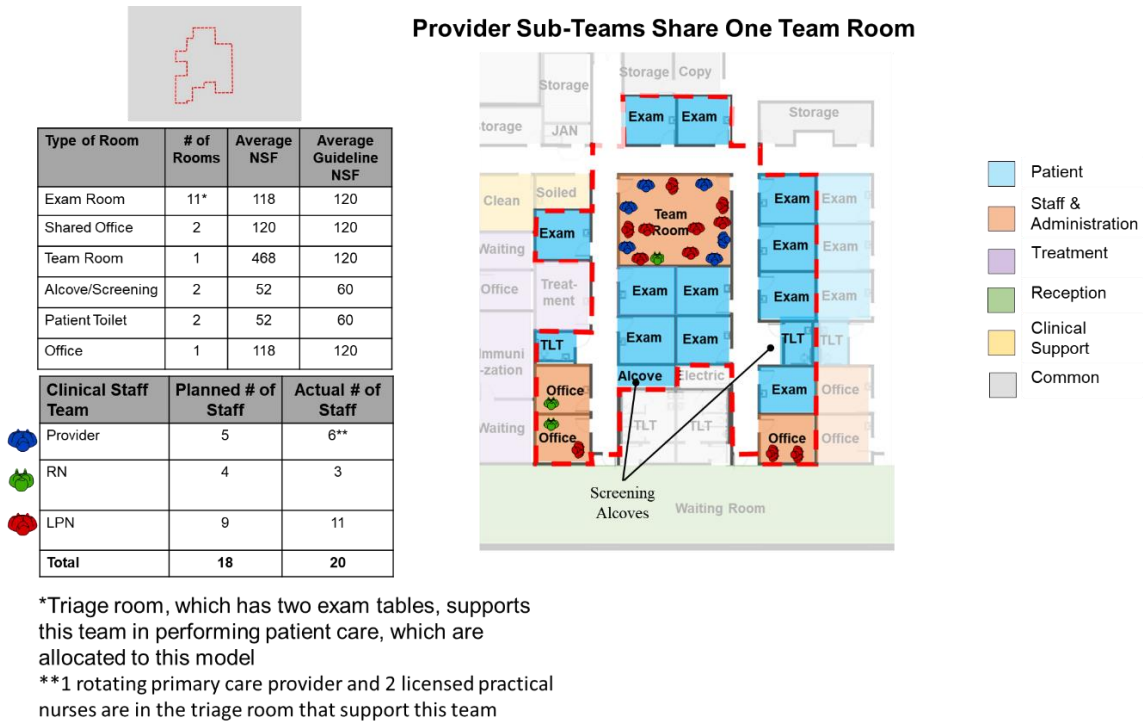 Provider Sub-Teams Share One Team Room
Type of Room | # of Rooms | Average NSF | Average Guideline NSF
Exam Room | 11* | 118 | 120
Shared Office | 2 | 120 | 120
Team Room | 1 | 468 | 120
Alcove/Screening | 2 | 52 | 60
Patient Toilet | 2 | 52 | 60
Office | 1 | 118 | 120
Clinical Staff Team | Planned # of Staff | Actual # of Staff
Provider | 5 | 6**
RN | 4 | 3
LPN | 9 | 11
Total | 18 | 20
*Triage room, which has two exam tables, supports
this team in performing patient care, which are
allocated to this model
**1 rotating primary care provider and 2 licensed practical
nurses are in the triage room that support this team
Storage Storage Copy
torage JAN Exam Exam Storage
Clean Soiled Team Room Exam Exam
Waiting Exam Exam Exam
Office Treat-
ment Exam Exam Exam Exam
Immuni
-zation TLT Exam Exam TLT TLT
Alcove Electric
Office Exam Office
Waiting Office TLT TLT Office Office
Screening
Alcoves
Waiting Room
Patient
Staff &
Administration
Treatment
Reception
Clinical
Support
Common